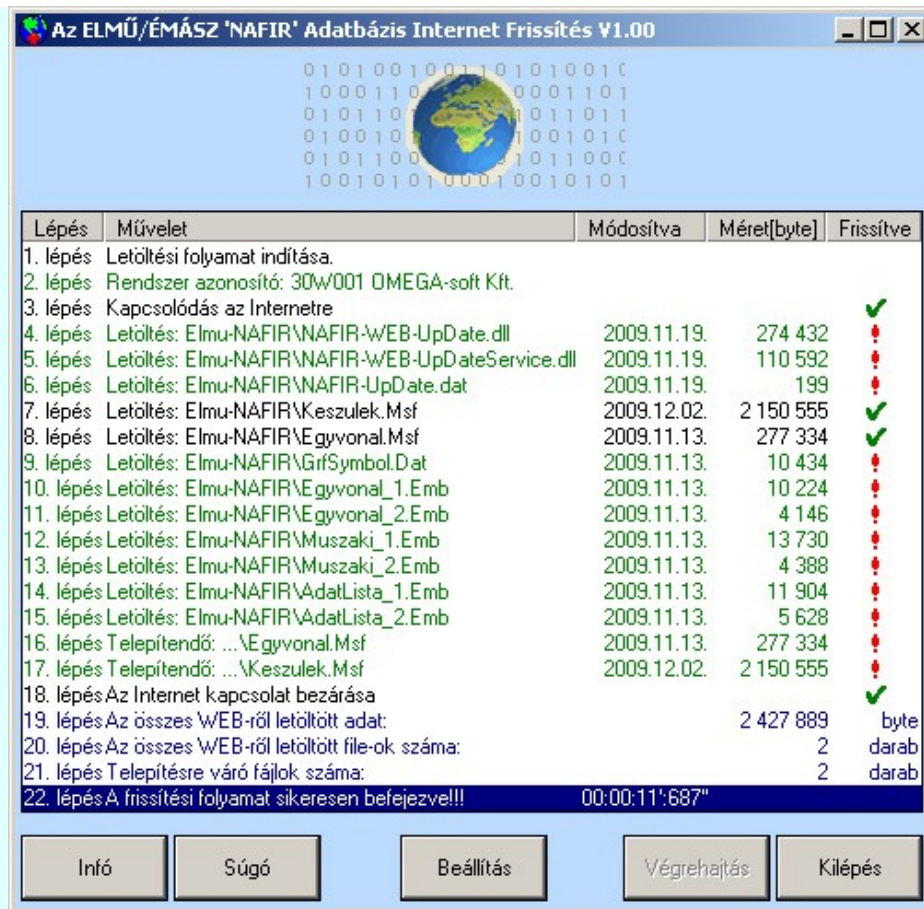 Az ELMŰ/ÉMÁSZ 'NAFIR' Adatbázis Internet Frissítés V1.00
Lépés Művelet Módosítva Méret[byte] Frissítve
1. lépés Letöltési folyamat indítása.
2. lépés Rendszer azonosító: 30W001 OMEGA-soft Kft.
3. lépés Kapcsolódás az Internetre
4. lépés Letöltés: Elmu-NAFIR\NAFIR-WEB-UpDate.dll 2009.11.19. 274 432
5. lépés Letöltés: Elmu-NAFIR\NAFIR-WEB-UpDateService.dll 2009.11.19. 110 592
6. lépés Letöltés: Elmu-NAFIR\NAFIR-UpDate.dat 2009.11.19. 199
7. lépés Letöltés: Elmu-NAFIR\Keszulek.Msf 2009.12.02. 2 150 555
8. lépés Letöltés: Elmu-NAFIR\Egyvonal.Msf 2009.11.13. 277 334
9. lépés Letöltés: Elmu-NAFIR\GrfSymbol.Dat 2009.11.13. 10 434
10. lépés Letöltés: Elmu-NAFIR\Egyvonal_1.Emb 2009.11.13. 10 224
11. lépés Letöltés: Elmu-NAFIR\Egyvonal_2.Emb 2009.11.13. 4 146
12. lépés Letöltés: Elmu-NAFIR\Muszaki_1.Emb 2009.11.13. 13 730
13. lépés Letöltés: Elmu-NAFIR\Muszaki_2.Emb 2009.11.13. 4 388
14. lépés Letöltés: Elmu-NAFIR\AdatLista_1.Emb 2009.11.13. 11 904
15. lépés Letöltés: Elmu-NAFIR\AdatLista_2.Emb 2009.11.13. 5 628
16. lépés Telepítendő: ...\Egyvonal.Msf 2009.11.13. 277 334
17. lépés Telepítendő: ...\Keszulek.Msf 2009.12.02. 2 150 555
18. lépés Az Internet kapcsolat bezárása
19. lépés Az összes WEB-ről letöltött adat: 2 427 889 byte
20. lépés Az összes WEB-ről letöltött file-ok száma: 2 darab
21. lépés Telepítésre váró fájlok száma: 2 darab
22. lépés A frissítési folyamat sikeresen befejezve!!! 00:00:11':687"
Infó Súgó Beállítás Végrehajtás Kilépés